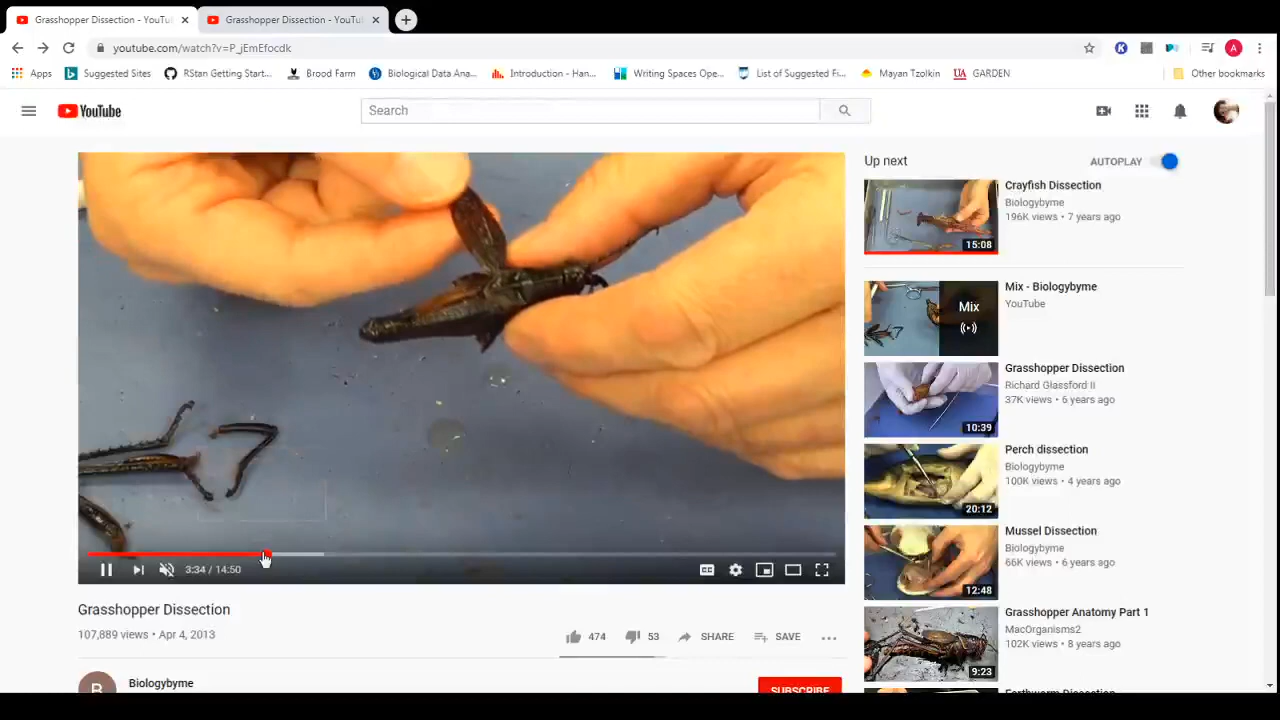 Grasshopper Dissection - YouTu
Grasshopper Dissection - YouTu
youtube.com/watch?v=P_jEmEfocdk
A
Apps
Suggested Sites
RStan Getting Start...
Brood Farm
Biological Data Ana...
Introduction - Han...
Writing Spaces Ope...
List of Suggested Fi...
Mayan Tzolkin
UA GARDEN
Other bookmarks
YouTube
Search
Up next
AUTOPLAY
Crayfish Dissection
Biologybyme
196K views • 7 years ago
15:08
Mix - Biologybyme
YouTube
Mix
Grasshopper Dissection
Richard Glassford II
37K views • 6 years ago
10:39
Perch dissection
Biologybyme
100K views • 4 years ago
20:12
Mussel Dissection
Biologybyme
66K views • 6 years ago
12:48
Grasshopper Anatomy Part 1
MacOrganisms2
102K views • 8 years ago
9:23
3:34 / 14:50
CC
Grasshopper Dissection
107,889 views • Apr 4, 2013
474
53
SHARE
SAVE
B
Biologybyme
SUBSCRIBE
Earthworm Dissection